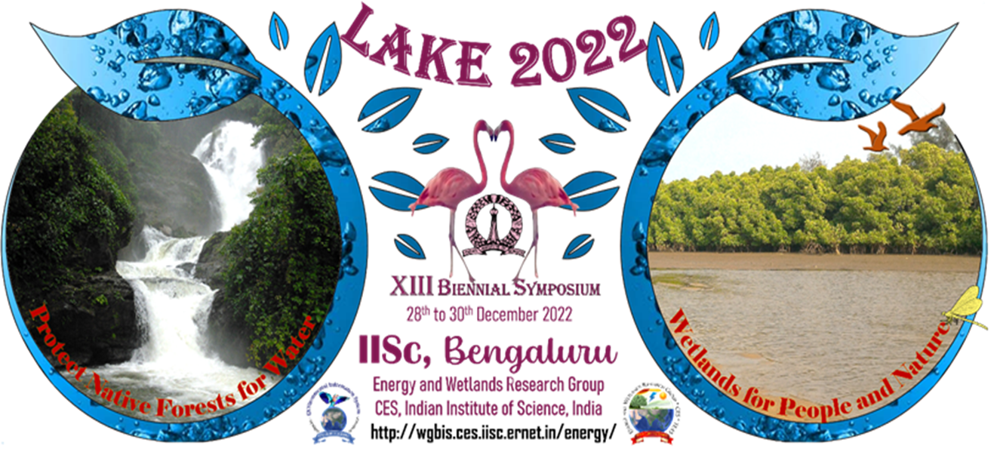 LAKE 2022
XIII BIENNIAL SYMPOSIUM
28th to 30th December 2022
IISc, Bengaluru
Energy and Wetlands Research Group
CES, Indian Institute of Science, India
http://wgbis.ces.iisc.ernet.in/energy/
Protect Native Forests for Water
Wetlands for People and Nature